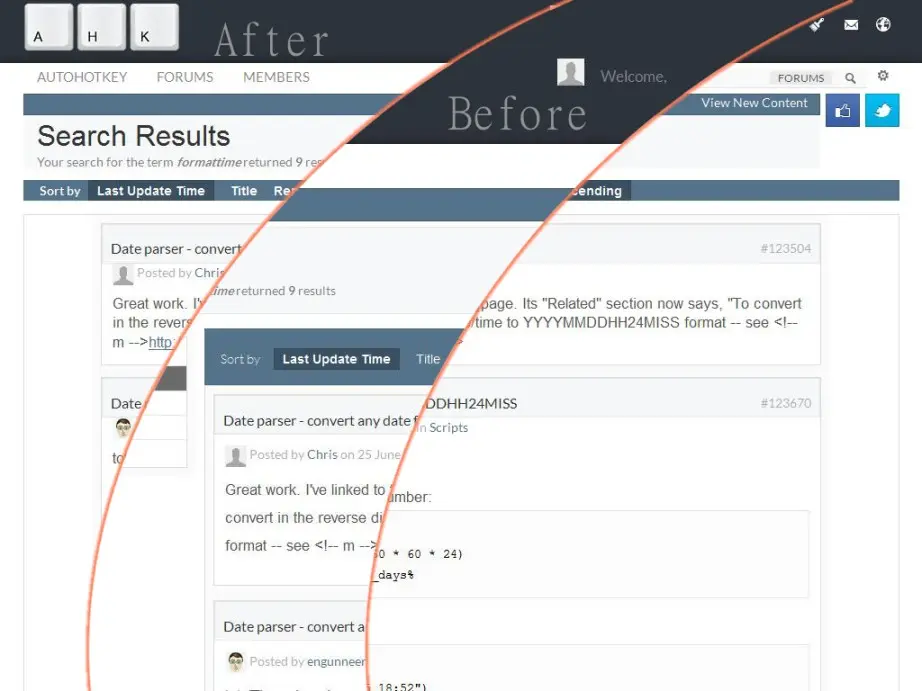 A H K
After
AUTOHOTKEY FORUMS MEMBERS
Welcome,
FORUMS
Before
View New Content
Search Results
Your search for the term formattime returned 9 res
Sort by Last Update Time Title Re
ending
Date parser - convert
#123504
Posted by Chris
Great work. I'v
page. Its "Related" section now says, "To convert
in the revers
/time to YYYYMMDDHH24MISS format -- see <!--
m -->http:
time returned 9 results
Sort by Last Update Time Title
Date
DDHH24MISS
#123670
Date parser - convert any date f
in Scripts
Posted by Chris on 25 June
to
Great work. I've linked to
umber:
convert in the reverse di
format -- see <!-- m -->
0 * 60 * 24)
_days%
Date parser - convert a
Posted by engunneer
18:52")